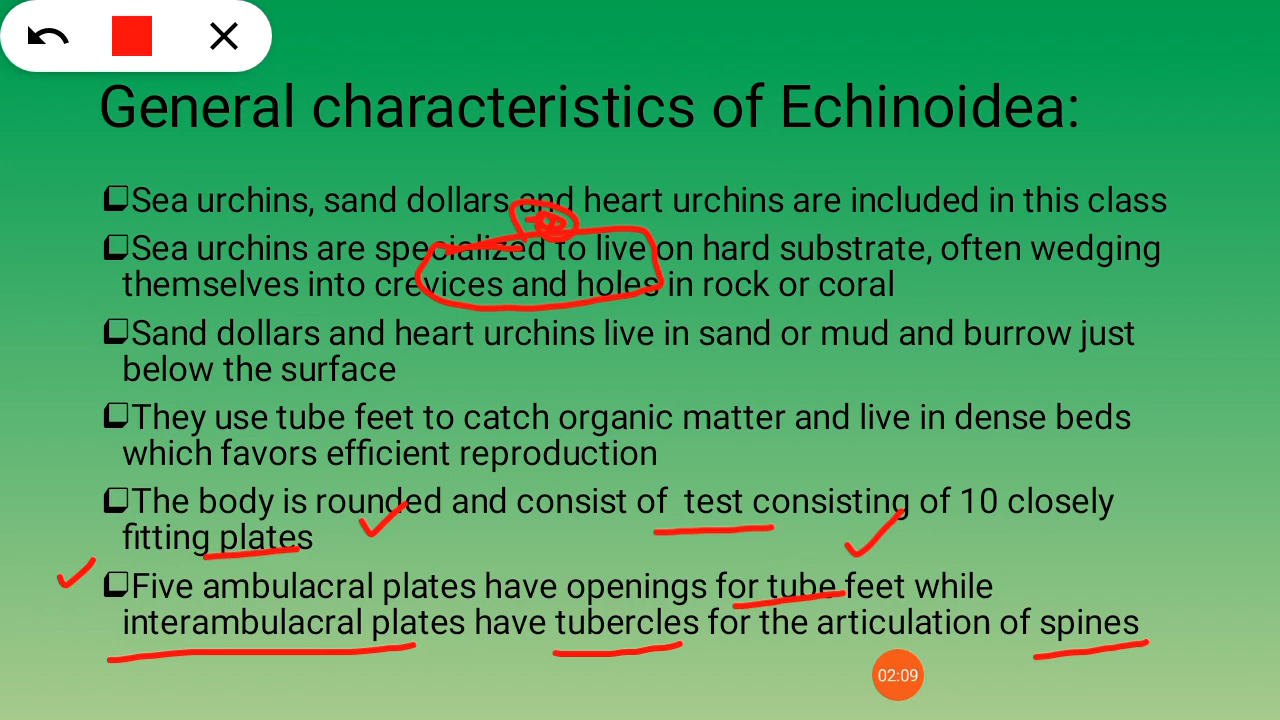 General characteristics of Echinoidea:
Sea urchins, sand dollars and heart urchins are included in this class
Sea urchins are specialized to live on hard substrate, often wedging
themselves into crevices and holes in rock or coral
Sand dollars and heart urchins live in sand or mud and burrow just
below the surface
They use tube feet to catch organic matter and live in dense beds
which favors efficient reproduction
The body is rounded and consist of  test consisting of 10 closely
fitting plates
Five ambulacral plates have openings for tube feet while
interambulacral plates have tubercles for the articulation of spines
02:09